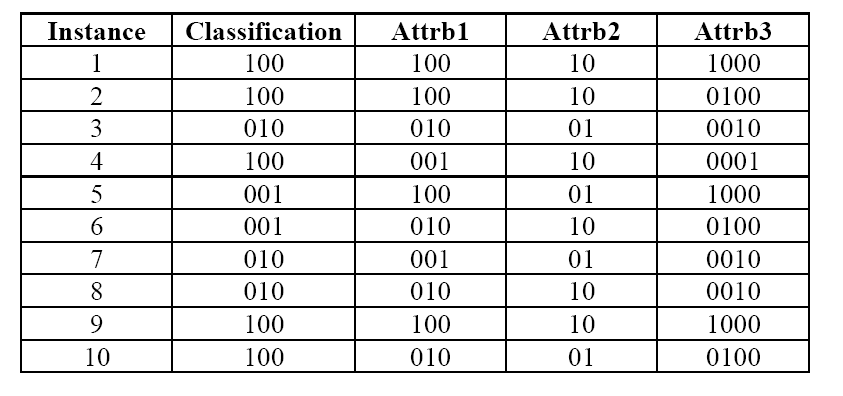 Instance Classification Attrb1 Attrb2 Attrb3
1 100 100 10 1000
2 100 100 10 0100
3 010 010 01 0010
4 100 001 10 0001
5 001 100 01 1000
6 001 010 10 0100
7 010 001 01 0010
8 010 010 10 0010
9 100 100 10 1000
10 100 010 01 0100